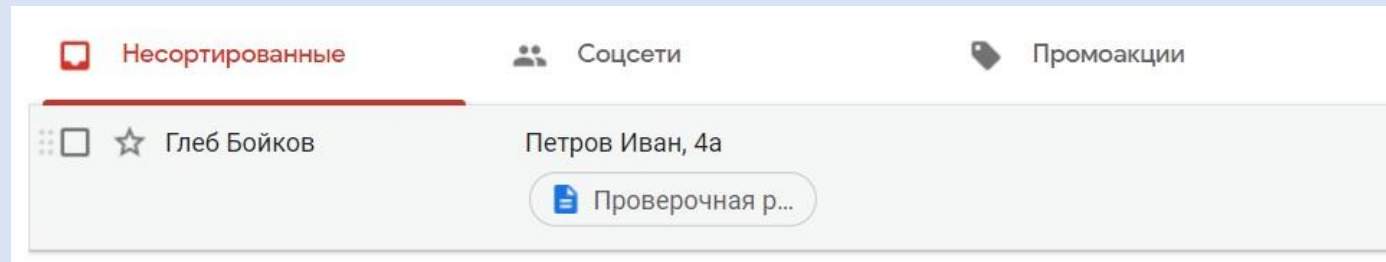 Несортированные Соцсети Промоакции
Глеб Бойков Петров Иван, 4а
Проверочная р...